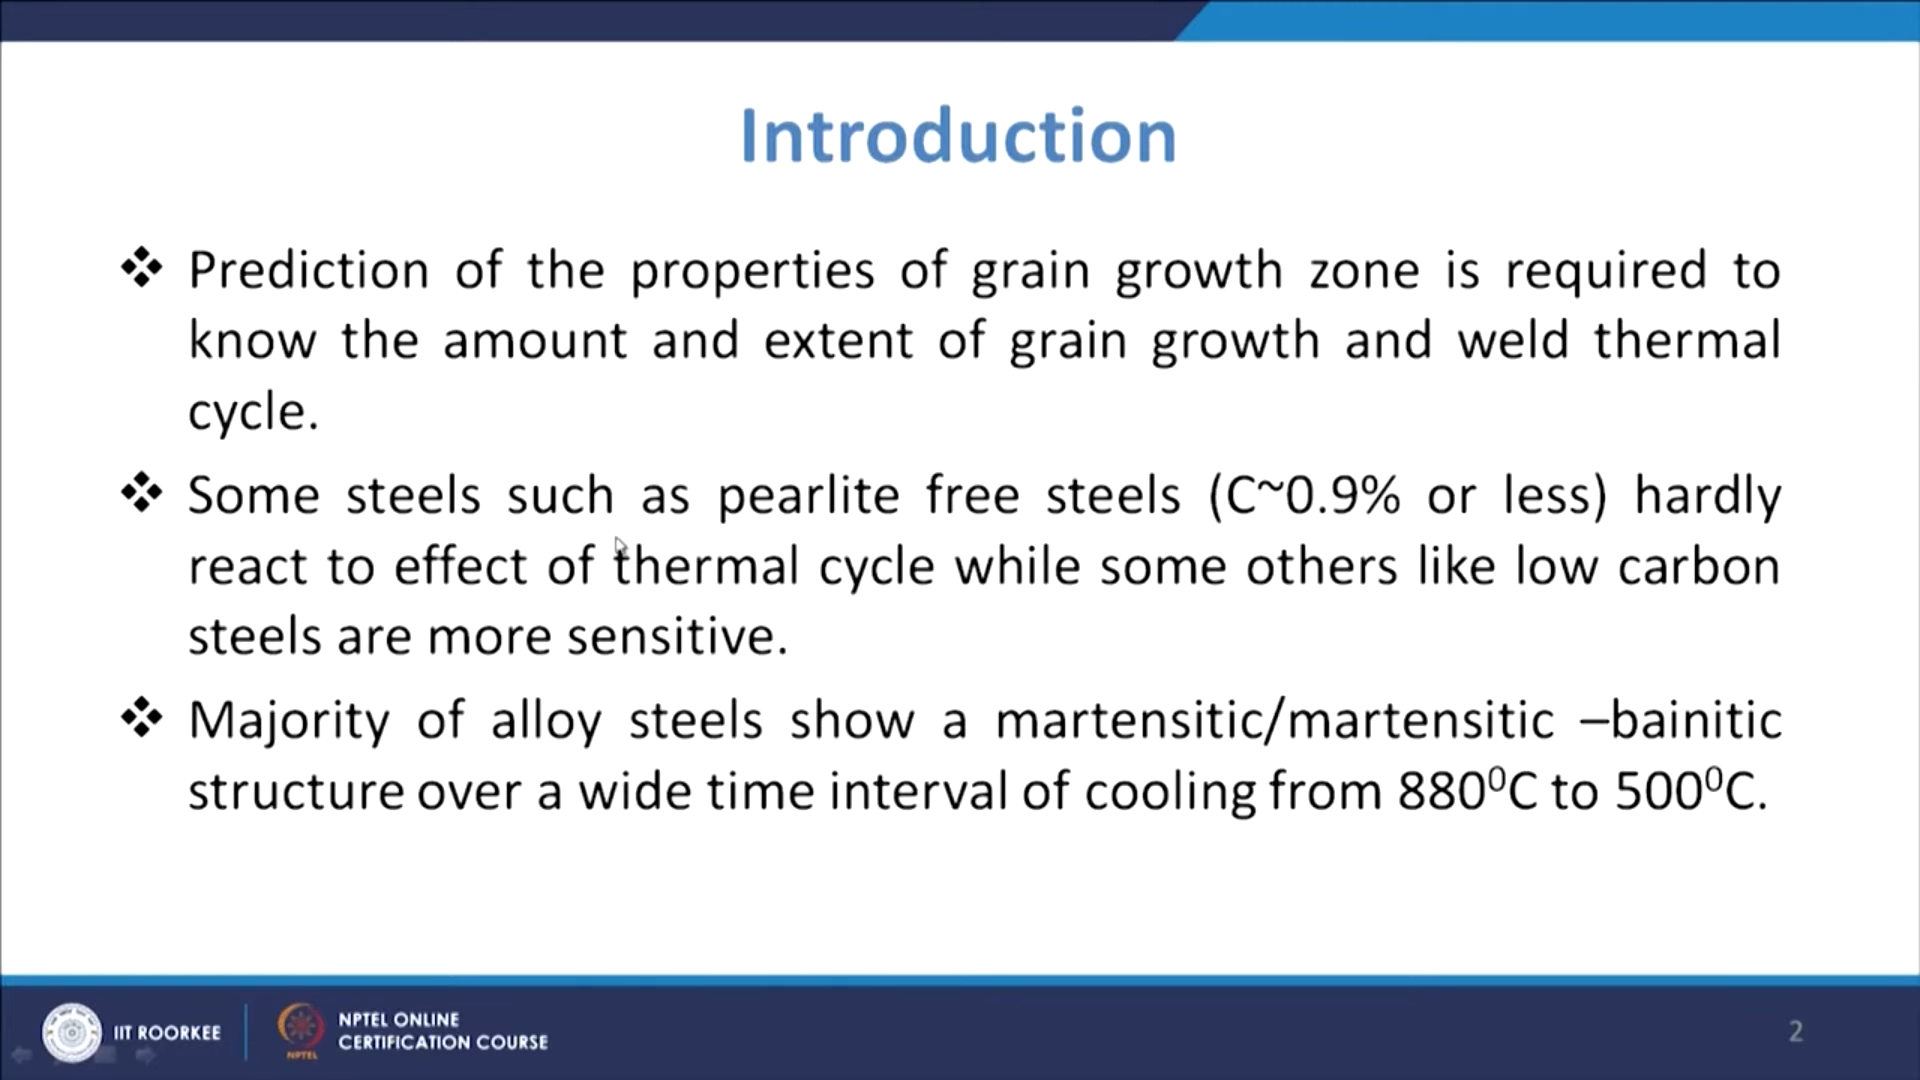 Introduction
❖ Prediction of the properties of grain growth zone is required to
know the amount and extent of grain growth and weld thermal
cycle.
❖ Some steels such as pearlite free steels (C~0.9% or less) hardly
react to effect of thermal cycle while some others like low carbon
steels are more sensitive.
❖ Majority of alloy steels show a martensitic/martensitic –bainitic
structure over a wide time interval of cooling from 880⁰C to 500⁰C.
IIT ROORKEE
NPTEL
NPTEL ONLINE
CERTIFICATION COURSE
2